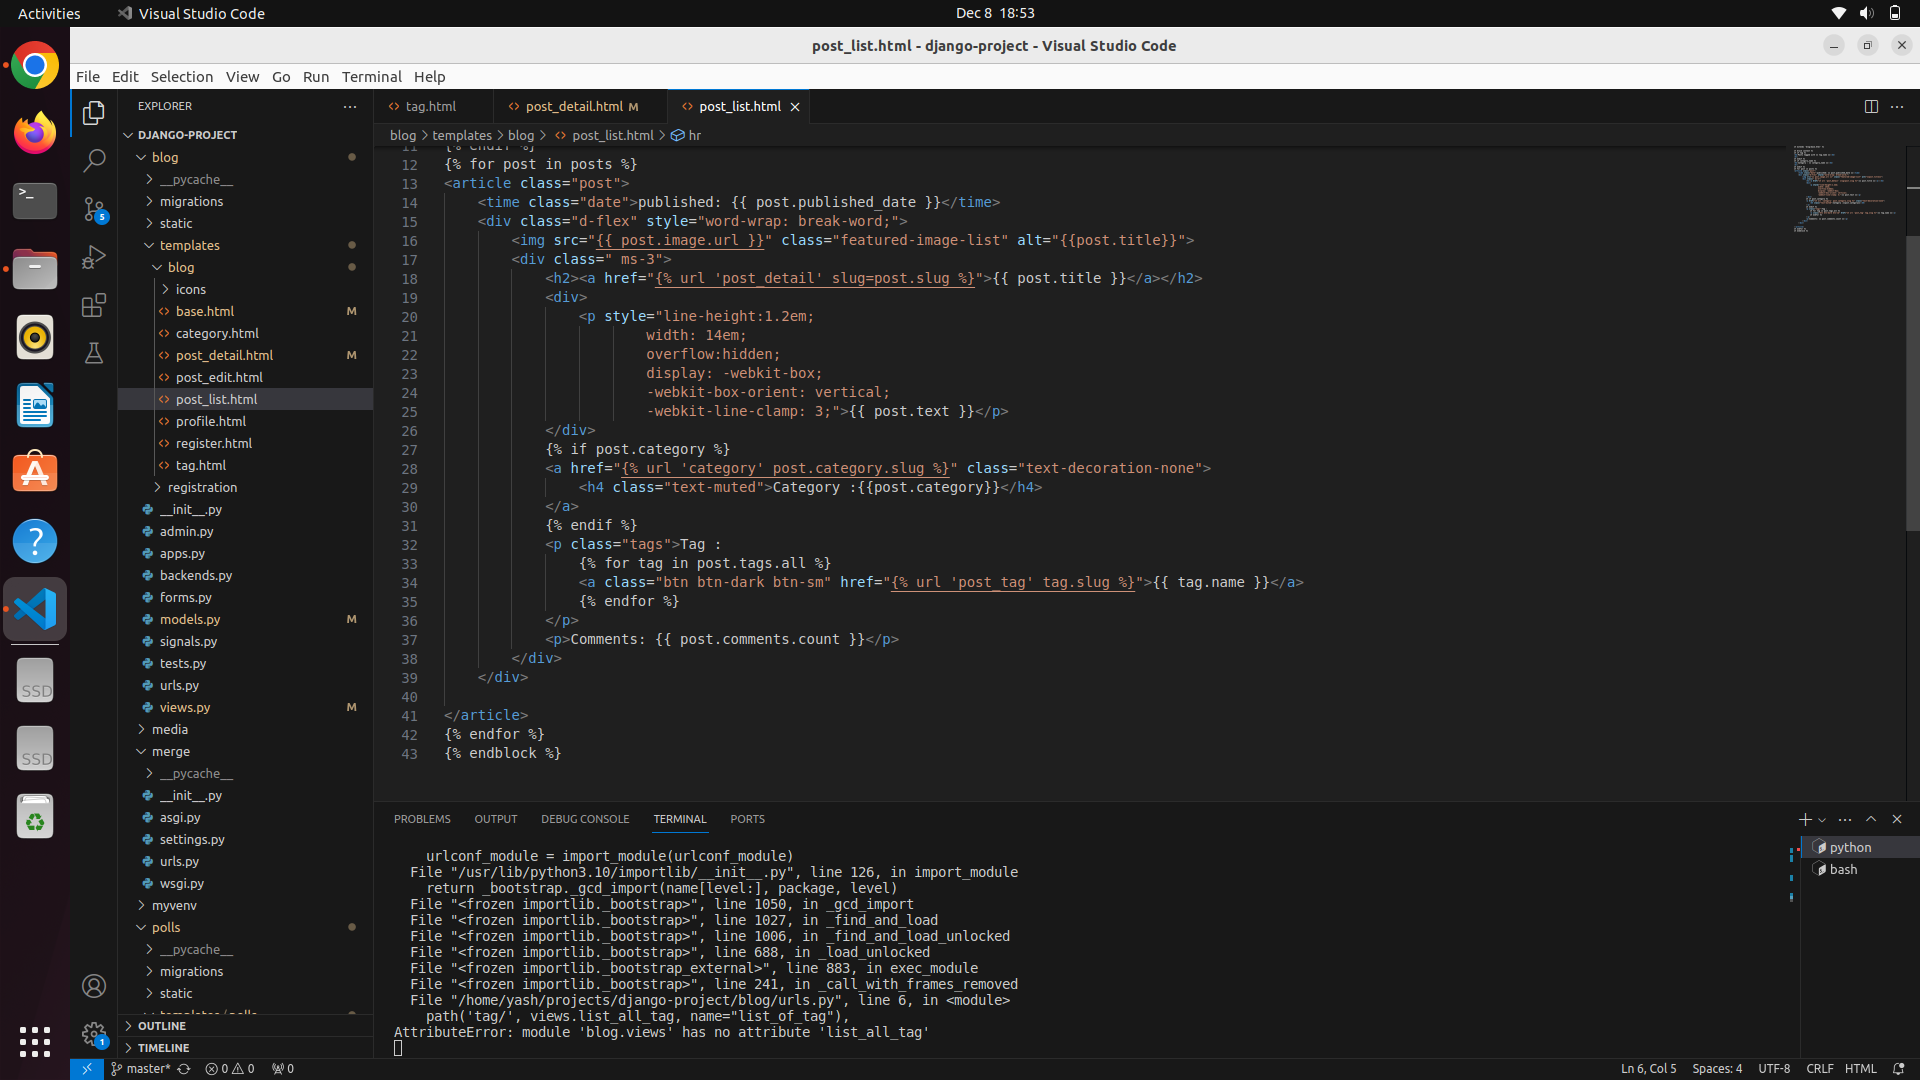 Activities
Visual Studio Code
Dec 8 18:53
post_list.html - django-project - Visual Studio Code
File Edit Selection View Go Run Terminal Help
EXPLORER
DJANGO-PROJECT
blog
__pycache__
migrations
static
templates
blog
icons
base.html M
category.html
post_detail.html M
post_edit.html
post_list.html
profile.html
register.html
tag.html
registration
__init__.py
admin.py
apps.py
backends.py
forms.py
models.py M
signals.py
tests.py
urls.py
views.py M
media
merge
__pycache__
__init__.py
asgi.py
settings.py
urls.py
wsgi.py
myvenv
polls
__pycache__
migrations
static
OUTLINE
TIMELINE
5
1
SSD
SSD
tag.html
post_detail.html M
post_list.html
blog > templates > blog > post_list.html > hr
11 {% endif %}
12 {% for post in posts %}
13 <article class="post">
14 <time class="date">published: {{ post.published_date }}</time>
15 <div class="d-flex" style="word-wrap: break-word;">
16 <img src="{{ post.image.url }}" class="featured-image-list" alt="{{post.title}}">
17 <div class=" ms-3">
18 <h2><a href="{% url 'post_detail' slug=post.slug %}">{{ post.title }}</a></h2>
19 <div>
20 <p style="line-height:1.2em;
21 width: 14em;
22 overflow:hidden;
23 display: -webkit-box;
24 -webkit-box-orient: vertical;
25 -webkit-line-clamp: 3;">{{ post.text }}</p>
26 </div>
27 {% if post.category %}
28 <a href="{% url 'category' post.category.slug %}" class="text-decoration-none">
29 <h4 class="text-muted">Category :{{post.category}}</h4>
30 </a>
31 {% endif %}
32 <p class="tags">Tag :
33 {% for tag in post.tags.all %}
34 <a class="btn btn-dark btn-sm" href="{% url 'post_tag' tag.slug %}">{{ tag.name }}</a>
35 {% endfor %}
36 </p>
37 <p>Comments: {{ post.comments.count }}</p>
38 </div>
39 </div>
40
41 </article>
42 {% endfor %}
43 {% endblock %}
PROBLEMS OUTPUT DEBUG CONSOLE TERMINAL PORTS
urlconf_module = import_module(urlconf_module)
File "/usr/lib/python3.10/importlib/__init__.py", line 126, in import_module
return _bootstrap._gcd_import(name[level:], package, level)
File "<frozen importlib._bootstrap>", line 1050, in _gcd_import
File "<frozen importlib._bootstrap>", line 1027, in _find_and_load
File "<frozen importlib._bootstrap>", line 1006, in _find_and_load_unlocked
File "<frozen importlib._bootstrap>", line 688, in _load_unlocked
File "<frozen importlib._bootstrap_external>", line 883, in exec_module
File "<frozen importlib._bootstrap>", line 241, in _call_with_frames_removed
File "/home/yash/projects/django-project/blog/urls.py", line 6, in <module>
path('tag/', views.list_all_tag, name="list_of_tag"),
AttributeError: module 'blog.views' has no attribute 'list_all_tag'
python
bash
master* 0 0 0
Ln 6, Col 5 Spaces: 4 UTF-8 CRLF HTML